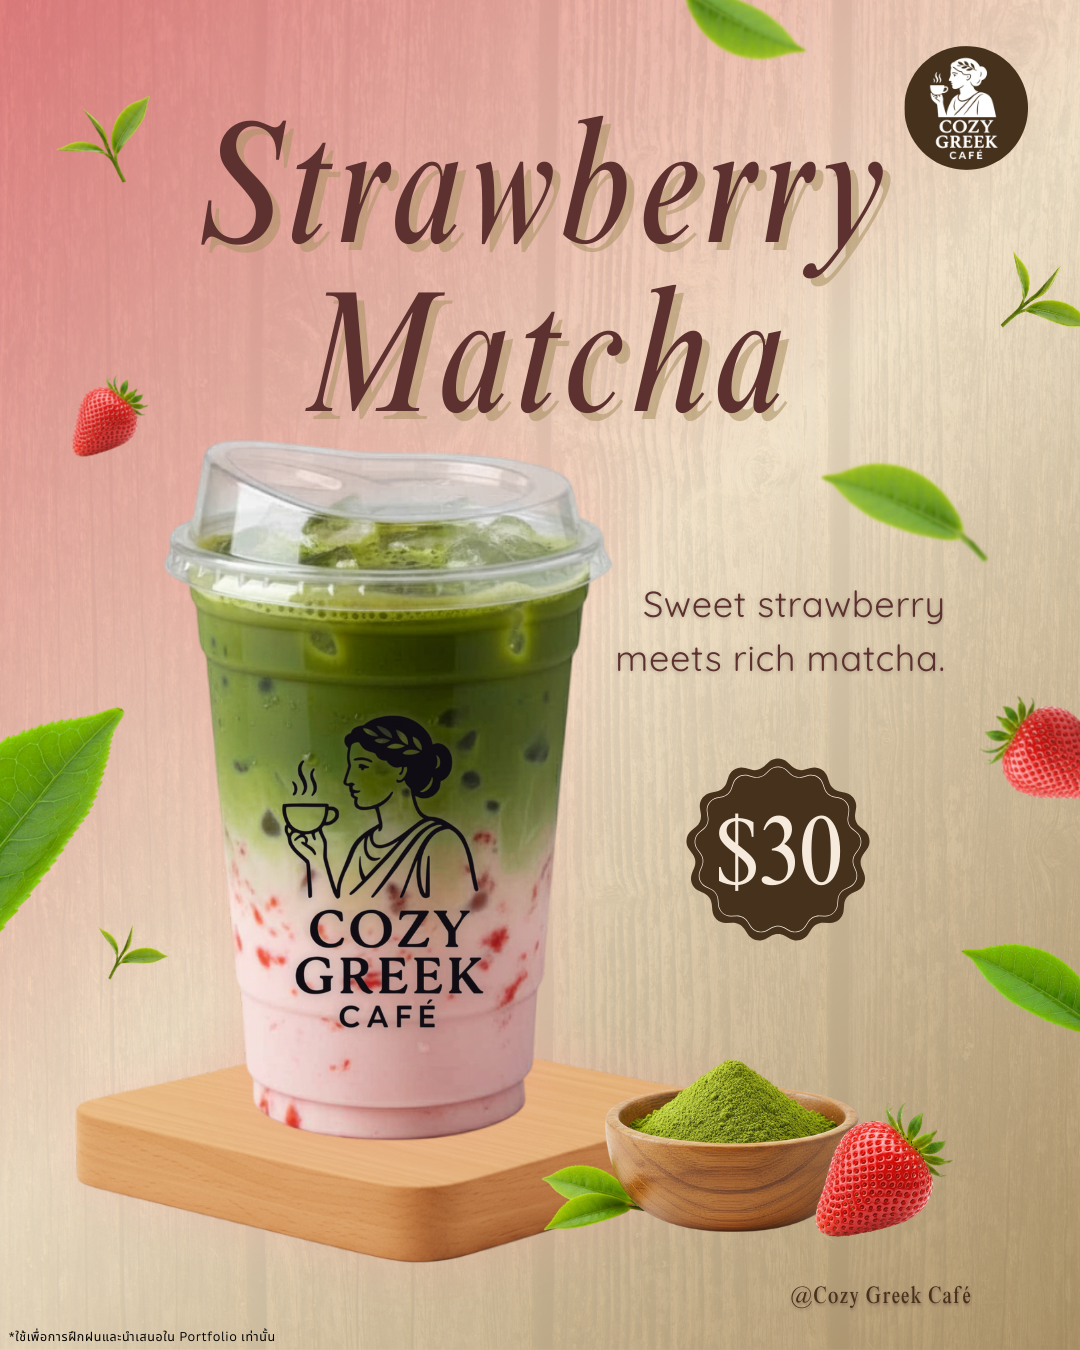 COZY
GREEK
CAFÉ
Strawberry
Matcha
Sweet strawberry
meets rich matcha.
$30
COZY
GREEK
CAFÉ
@Cozy Greek Café
*ใช้เพื่อการฝึกฝนและนำเสนอใน Portfolio เท่านั้น